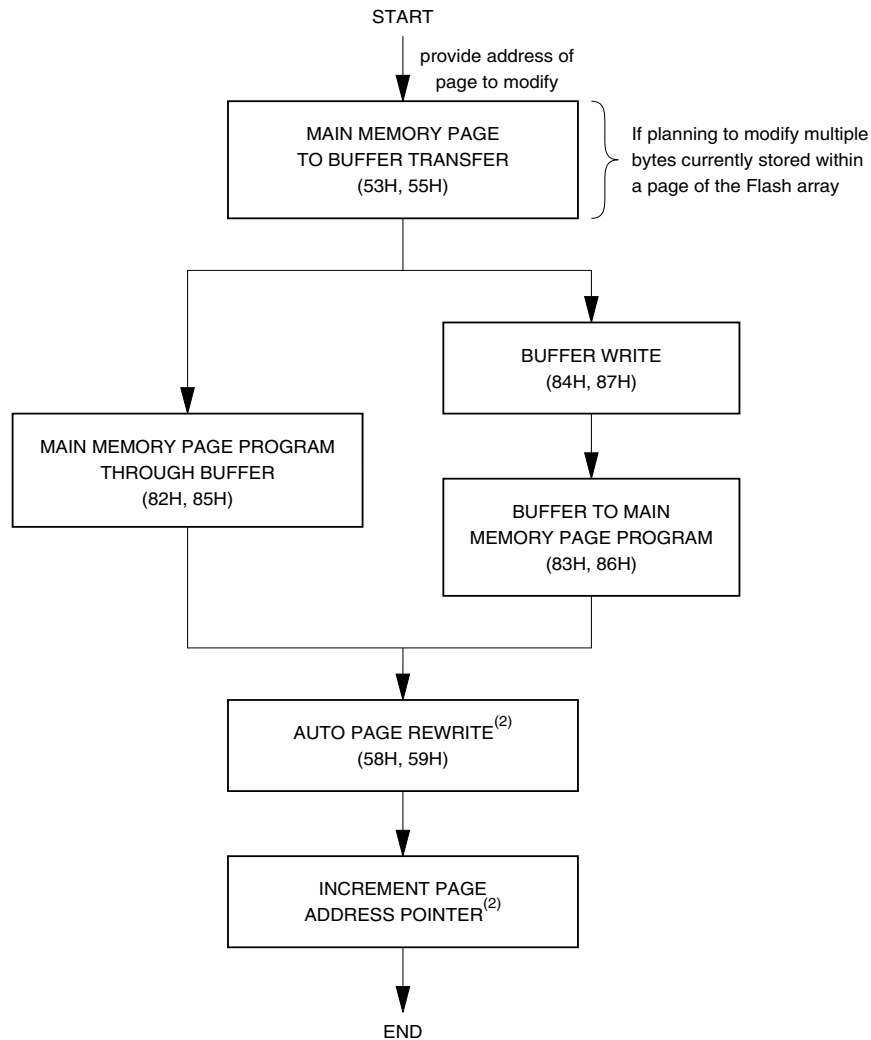 START
provide address of
page to modify
MAIN MEMORY PAGE
TO BUFFER TRANSFER
(53H, 55H)
If planning to modify multiple
bytes currently stored within
a page of the Flash array
BUFFER WRITE
(84H, 87H)
MAIN MEMORY PAGE PROGRAM
THROUGH BUFFER
(82H, 85H)
BUFFER TO MAIN
MEMORY PAGE PROGRAM
(83H, 86H)
AUTO PAGE REWRITE(2)
(58H, 59H)
INCREMENT PAGE
ADDRESS POINTER(2)
END